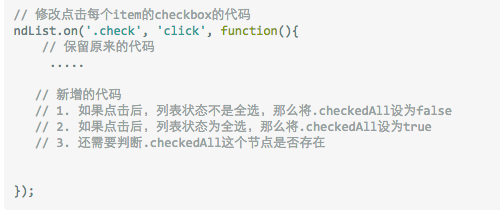 // 修改点击每个item的checkbox的代码
ndList.on('.check', 'click', function(){
// 保留原来的代码
.....
// 新增的代码
// 1. 如果点击后，列表状态不是全选，那么将.checkedAll设为false
// 2. 如果点击后，列表状态为全选，那么将.checkedAll设为true
// 3. 还需要判断.checkedAll这个节点是否存在
});